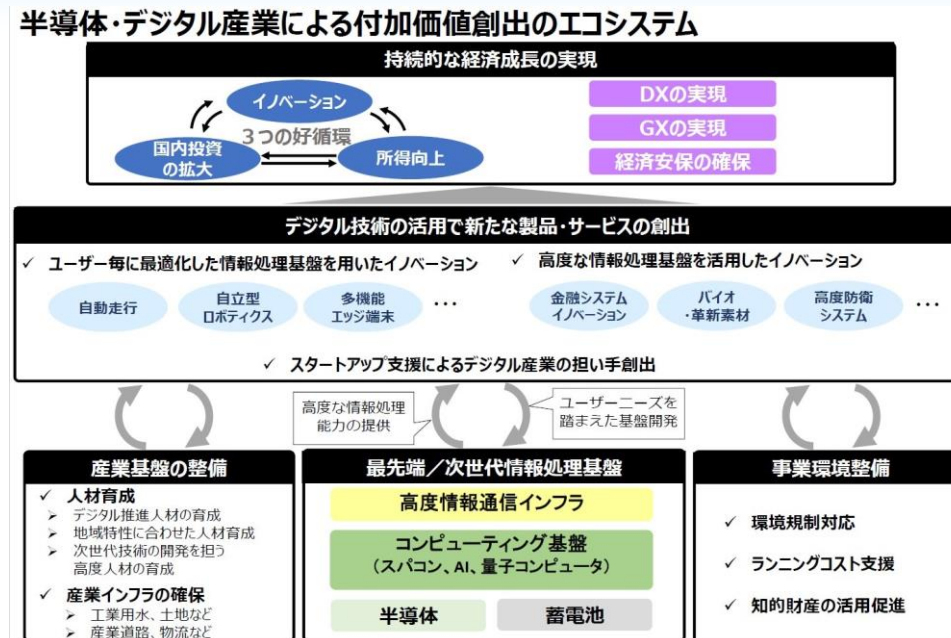 半導体・デジタル産業による付加価値創出のエコシステム
持続的な経済成長の実現
イノベーション
3つの好循環
国内投資
の拡大
所得向上
DXの実現
GXの実現
経済安保の確保
デジタル技術の活用で新たな製品・サービスの創出
✓ ユーザー毎に最適化した情報処理基盤を用いたイノベーション
自動走行
自立型
ロボティクス
多機能
エッジ端末
・・・
✓ 高度な情報処理基盤を活用したイノベーション
金融システム
イノベーション
バイオ
・革新素材
高度防衛
システム
・・・
✓ スタートアップ支援によるデジタル産業の担い手創出
高度な情報処理
能力の提供
ユーザーニーズを
踏まえた基盤開発
産業基盤の整備
✓ 人材育成
➢ デジタル推進人材の育成
➢ 地域特性に合わせた人材育成
➢ 次世代技術の開発を担う
高度人材の育成
✓ 産業インフラの確保
➢ 工業用水、土地など
➢ 産業道路、物流など
最先端／次世代情報処理基盤
高度情報通信インフラ
コンピューティング基盤
(スパコン、AI、量子コンピュータ)
半導体
蓄電池
事業環境整備
✓ 環境規制対応
✓ ランニングコスト支援
✓ 知的財産の活用促進